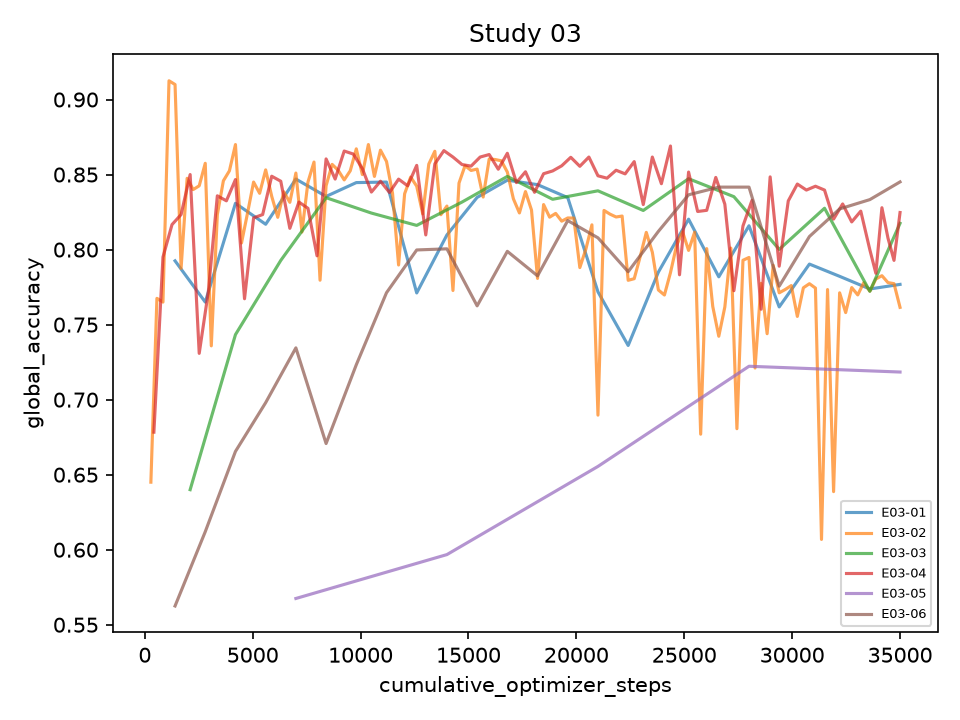 Study 03
global_accuracy
0.90
0.85
0.80
0.75
0.70
0.65
0.60
0.55
E03-01
E03-02
E03-03
E03-04
E03-05
E03-06
0 5000 10000 15000 20000 25000 30000 35000
cumulative_optimizer_steps